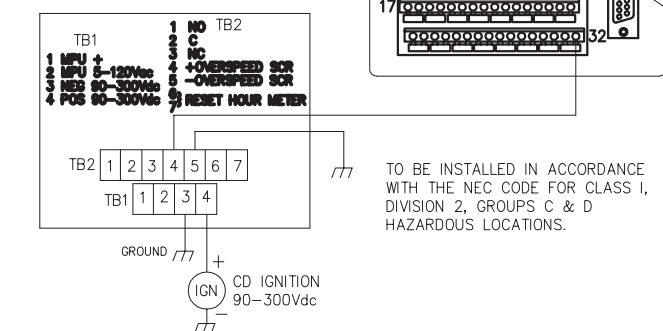 17
32
TB1
1 MPU +
2 MPU 5-120Vac
3 NEG 90-300Vdc
4 POS 90-300Vdc
TB2
1 NO
2 C
3 NC
4 +OVERSPEED SCR
5 -OVERSPEED SCR
6
7 RESET HOUR METER
TB2 1 2 3 4 5 6 7
TB1 1 2 3 4
TO BE INSTALLED IN ACCORDANCE
WITH THE NEC CODE FOR CLASS I,
DIVISION 2, GROUPS C & D
HAZARDOUS LOCATIONS.
GROUND
+
IGN
CD IGNITION
90-300Vdc
-